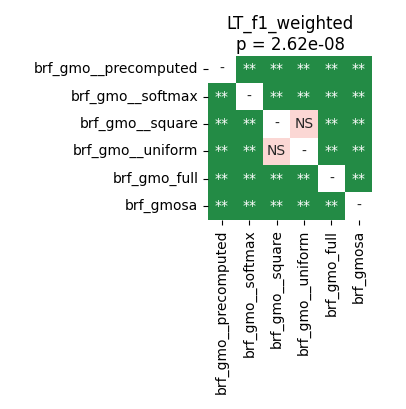 LT_f1_weighted
p = 2.62e-08
brf_gmo__precomputed - ** ** ** ** **
brf_gmo__softmax ** - ** ** ** **
brf_gmo__square ** ** - NS ** **
brf_gmo__uniform ** ** NS - ** **
brf_gmo_full ** ** ** ** - **
brf_gmosa ** ** ** ** ** -
brf_gmo__precomputed
brf_gmo__softmax
brf_gmo__square
brf_gmo__uniform
brf_gmo_full
brf_gmosa